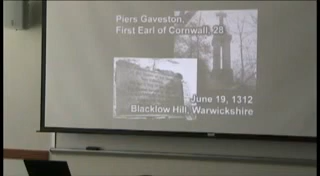 Piers Gaveston,
First Earl of Cornwall, 28
June 19, 1312
Blacklow Hill, Warwickshire